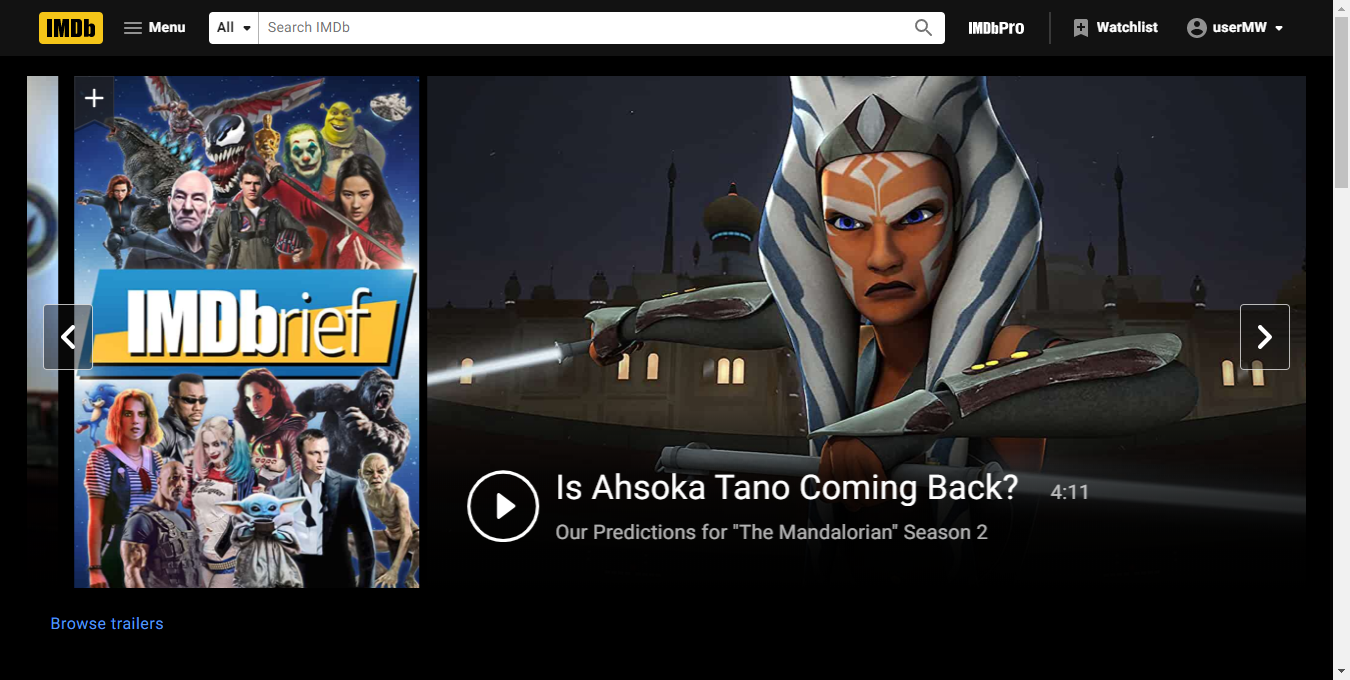 IMDb
Menu
All
Search IMDb
IMDbPro
Watchlist
userMW
IMDbrief
Is Ahsoka Tano Coming Back? 4:11
Our Predictions for "The Mandalorian" Season 2
Browse trailers